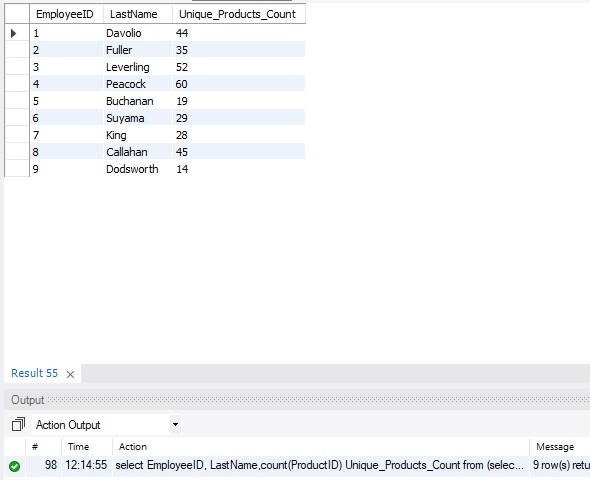 EmployeeID LastName Unique_Products_Count
1 Davolio 44
2 Fuller 35
3 Leverling 52
4 Peacock 60
5 Buchanan 19
6 Suyama 29
7 King 28
8 Callahan 45
9 Dodsworth 14
Result 55
Output
Action Output
# Time Action Message
98 12:14:55 select EmployeeID, LastName,count(ProductID) Unique_Products_Count from (selec... 9 row(s) retu